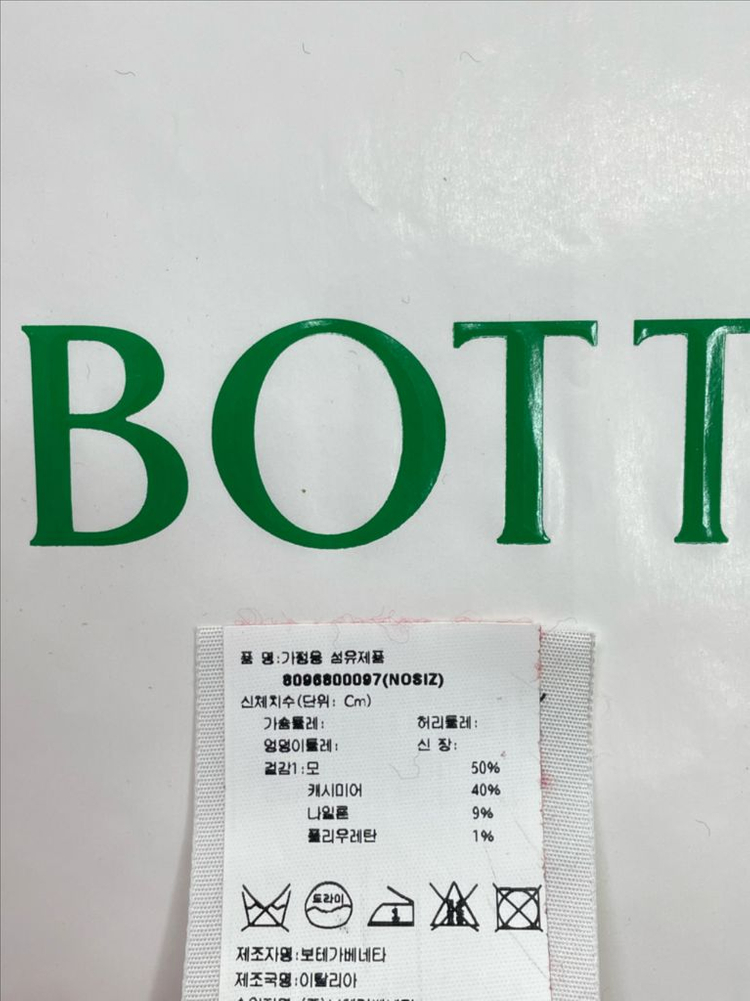 BOTT
품 명:가정용 섬유제품
8096800097(NOSIZ)
신체치수(단위: Cm)
가슴둘레: 허리둘레:
엉덩이둘레: 신 장:
겉감1:모 50%
캐시미어 40%
나일론 9%
폴리우레탄 1%
드라이
제조자명:보테가베네타
제조국명:이탈리아